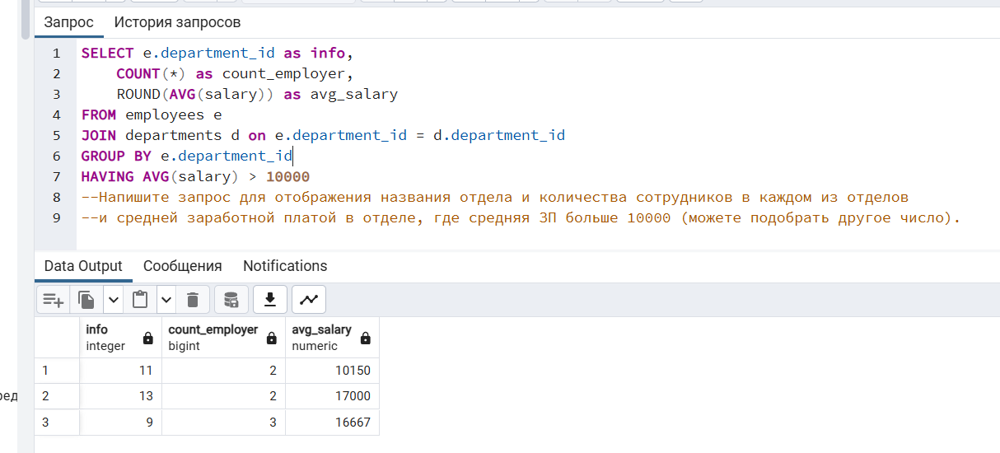 Запрос История запросов
1 SELECT e.department_id as info,
2 COUNT(*) as count_employer,
3 ROUND(AVG(salary)) as avg_salary
4 FROM employees e
5 JOIN departments d on e.department_id = d.department_id
6 GROUP BY e.department_id
7 HAVING AVG(salary) > 10000
8 --Напишите запрос для отображения названия отдела и количества сотрудников в каждом из отделов
9 --и средней заработной платой в отделе, где средняя ЗП больше 10000 (можете подобрать другое число).
Data Output Сообщения Notifications
info count_employer avg_salary
integer bigint numeric
1 11 2 10150
2 13 2 17000
ред
3 9 3 16667